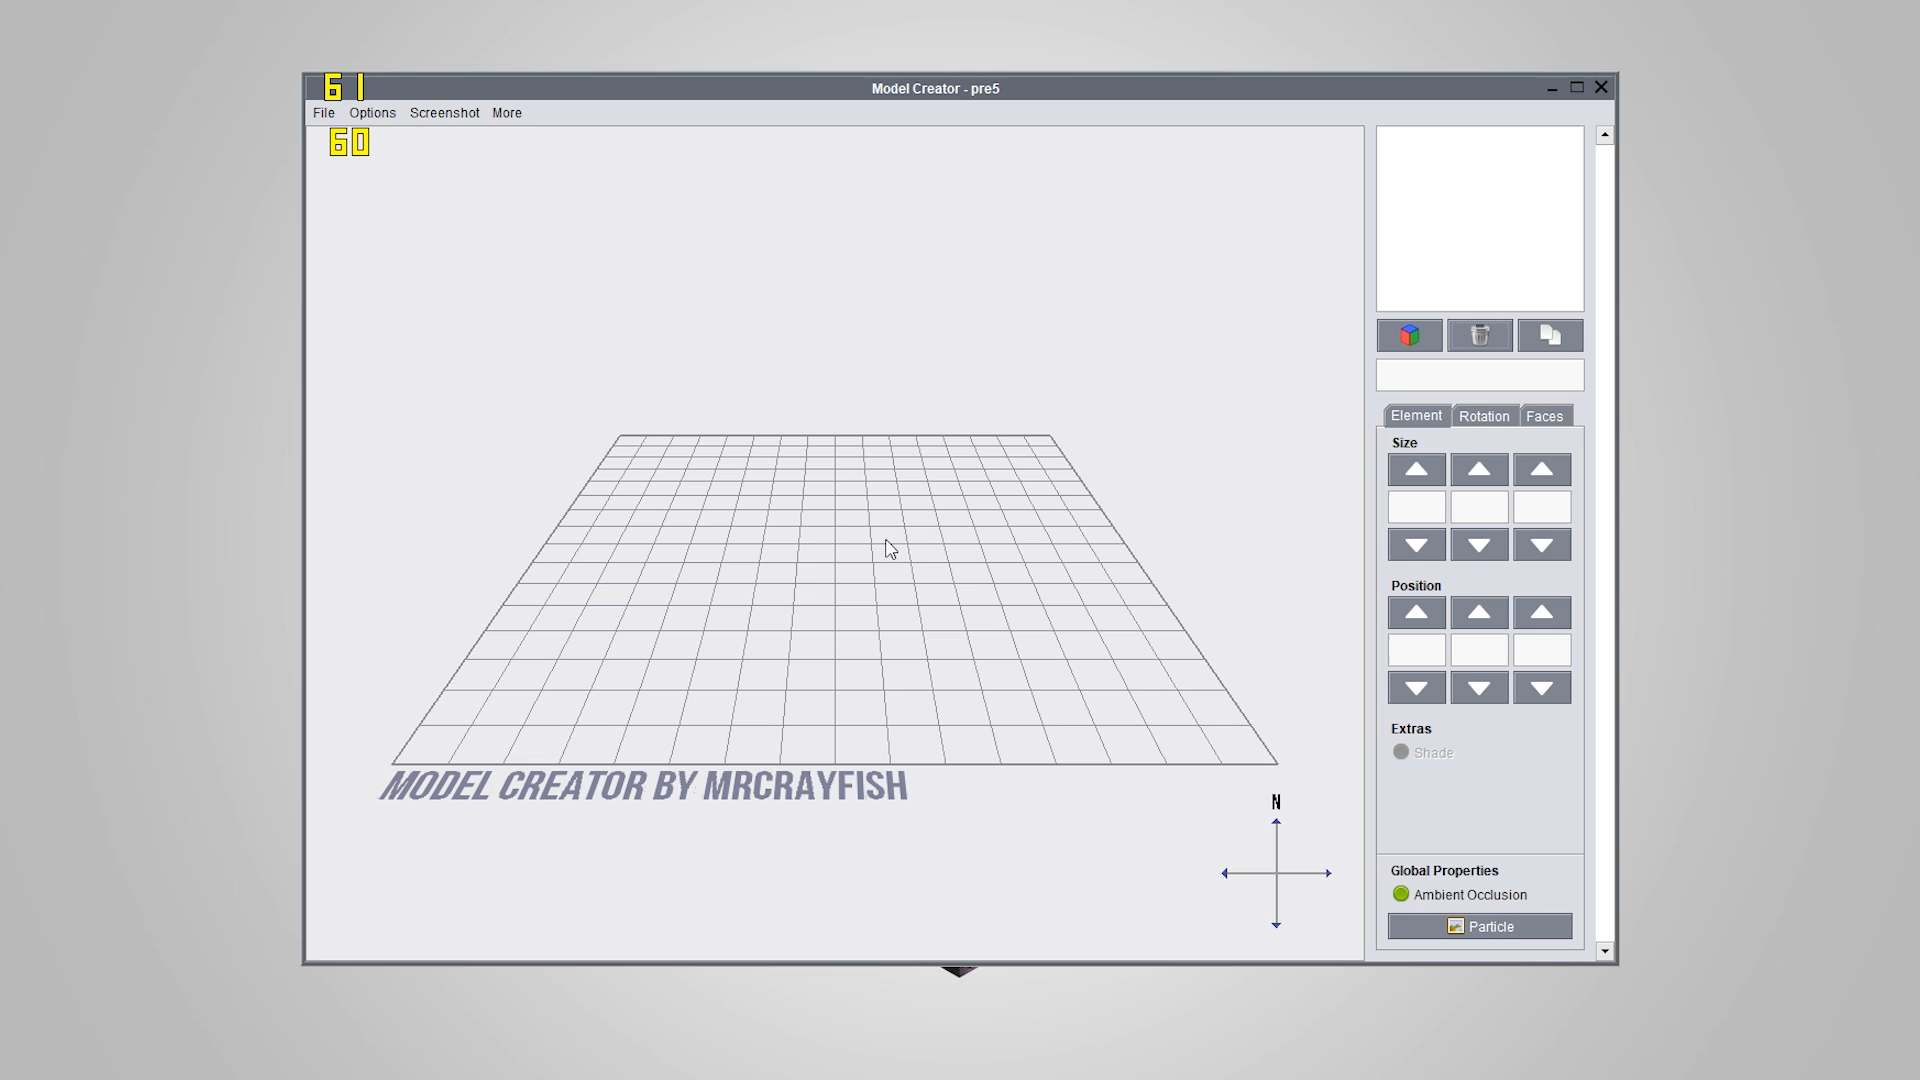 61
Model Creator - pre5
File Options Screenshot More
60
Element Rotation Faces
Size
Position
Extras
Shade
MODEL CREATOR BY MRCRAYFISH
N
Global Properties
Ambient Occlusion
Particle